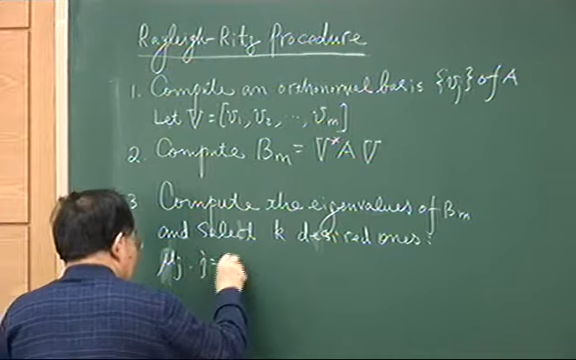 Rayleigh-Ritz Procedure
1. Compute an orthonormal basis {vj} of A
Let V = [v1, v2, ..., vm]
2. Compute Bm = V*AV
3 Compute the eigenvalues of Bm
and select k desired ones:
μj. j=